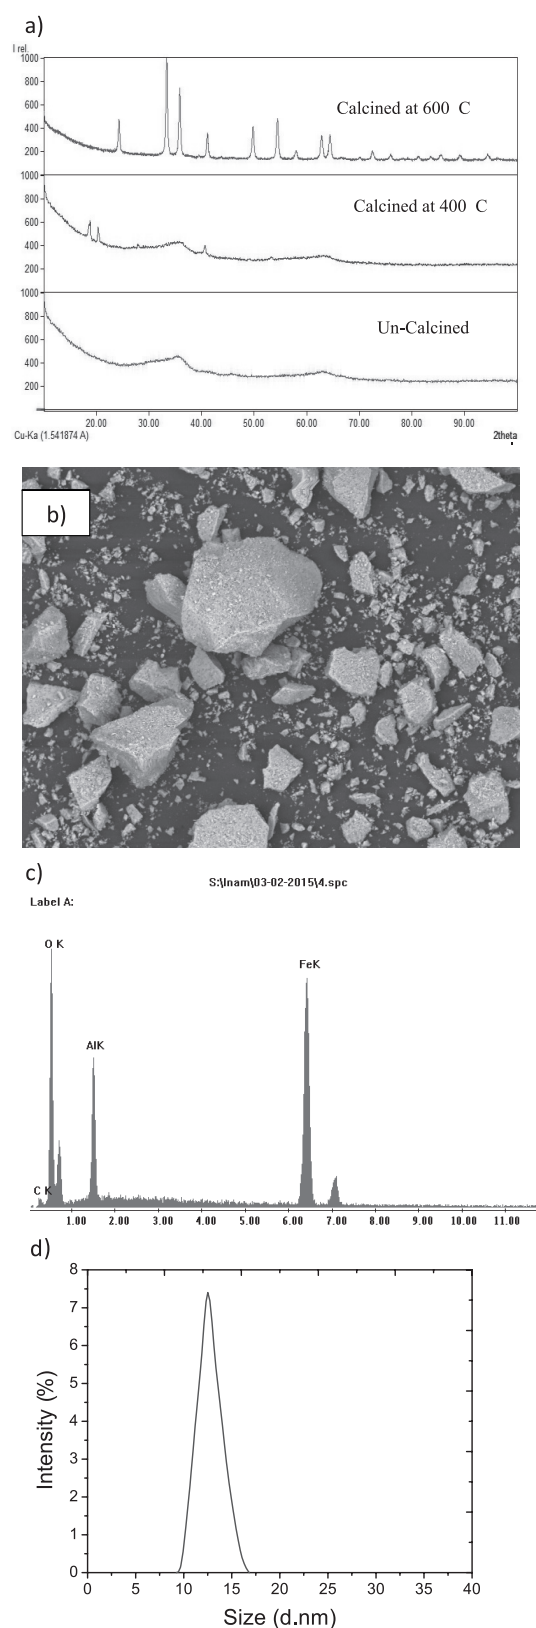 a)
I rel.
1000
800
600
400
200
Calcined at 600 C
1000
800
600
400
200
Calcined at 400 C
1000
800
600
400
200
Un-Calcined
20.00 30.00 40.00 50.00 60.00 70.00 80.00 90.00
Cu-Ka (1.541874 A) 2theta
b)
c)
S:\Inam\03-02-2015\4.spc
Label A:
O K
FeK
AlK
C K
1.00 2.00 3.00 4.00 5.00 6.00 7.00 8.00 9.00 10.00 11.00
d)
8
7
6
5
4
3
2
1
0
Intensity (%)
0 5 10 15 20 25 30 35 40
Size (d.nm)